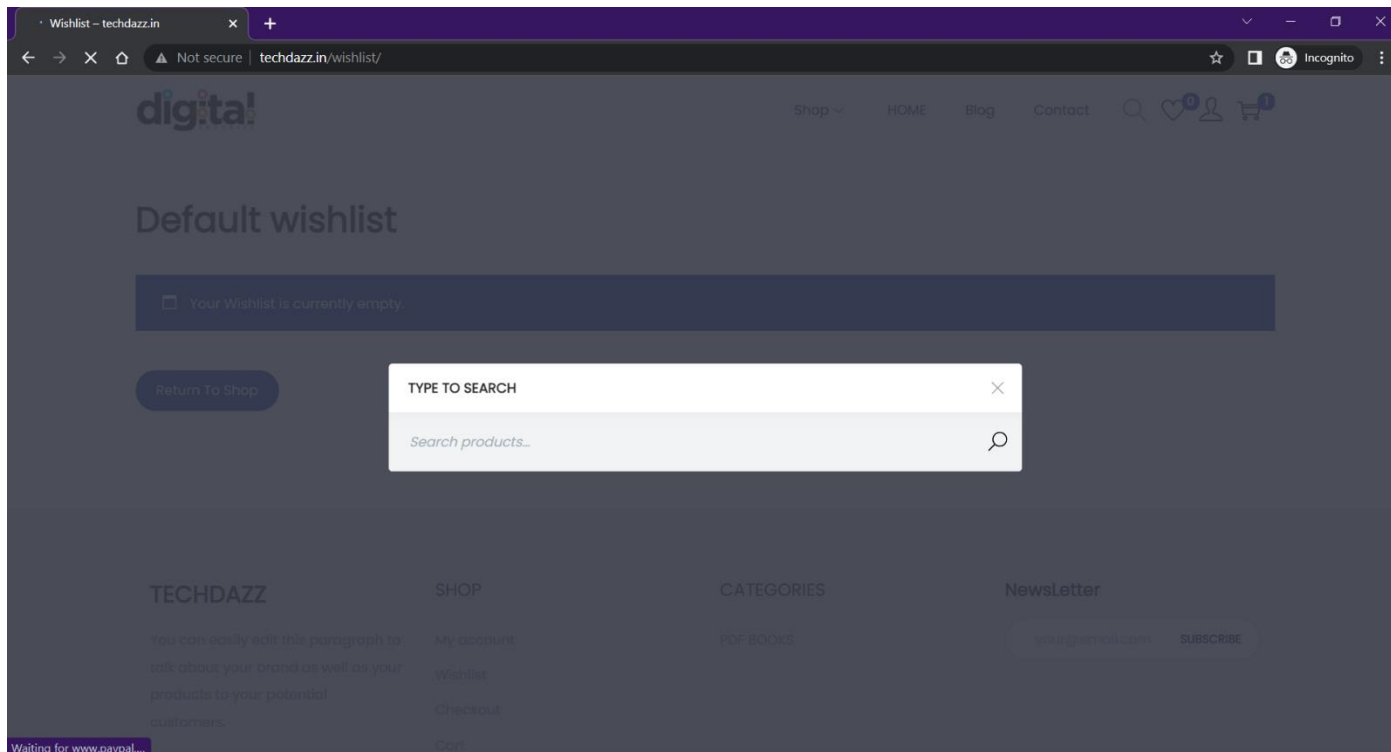 Wishlist – techdazz.in
Not secure | techdazz.in/wishlist/
Incognito
digital
Shop HOME Blog Contact 0 1
Default wishlist
Your Wishlist is currently empty.
Return To Shop
TYPE TO SEARCH
Search products...
TECHDAZZ
SHOP
CATEGORIES
NewsLetter
You can easily edit this paragraph to
talk about your brand as well as your
products to your potential
customers.
My account
Wishlist
Checkout
Cart
PDF BOOKS
SUBSCRIBE
Waiting for www.paypal....